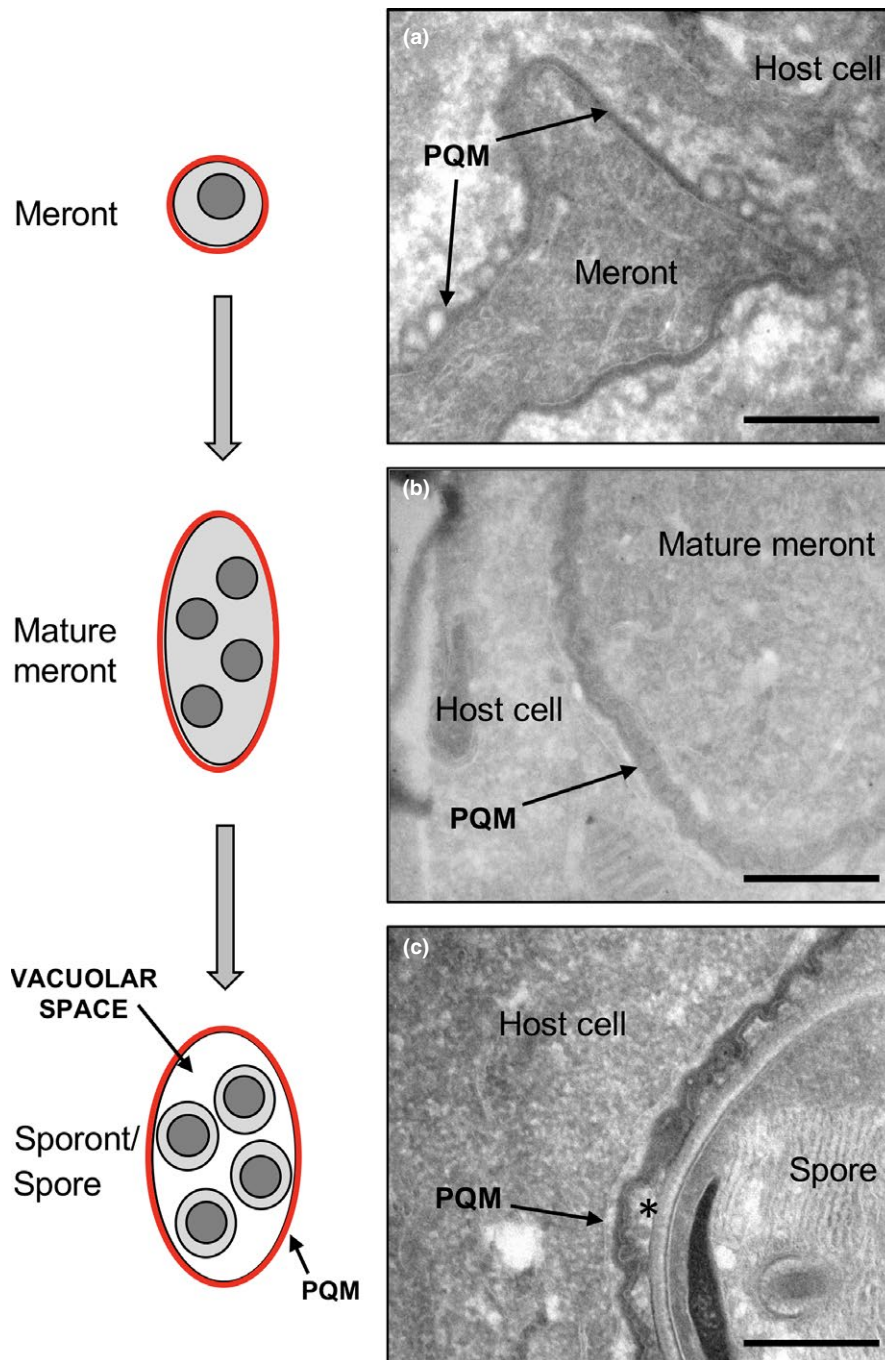 Meront
Mature
meront
VACUOLAR
SPACE
Sporont/
Spore
PQM
(a)
Host cell
PQM
Meront
(b)
Mature meront
Host cell
PQM
(c)
Host cell
PQM
*
Spore